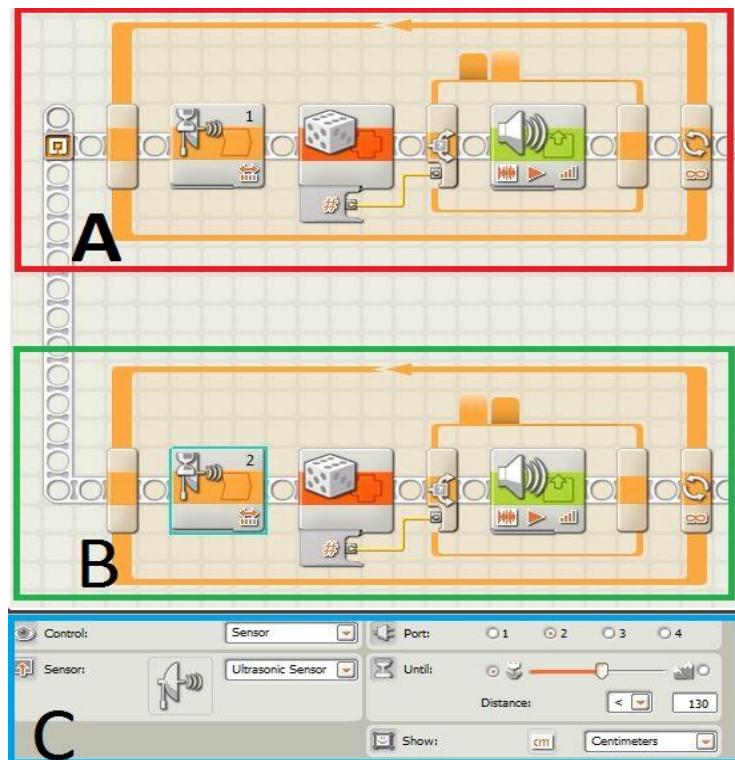 1
#
A
2
#
B
Control: Sensor Port: 1 2 3 4
Sensor: Ultrasonic Sensor Until:
Distance: < 130
Show: cm Centimeters
C